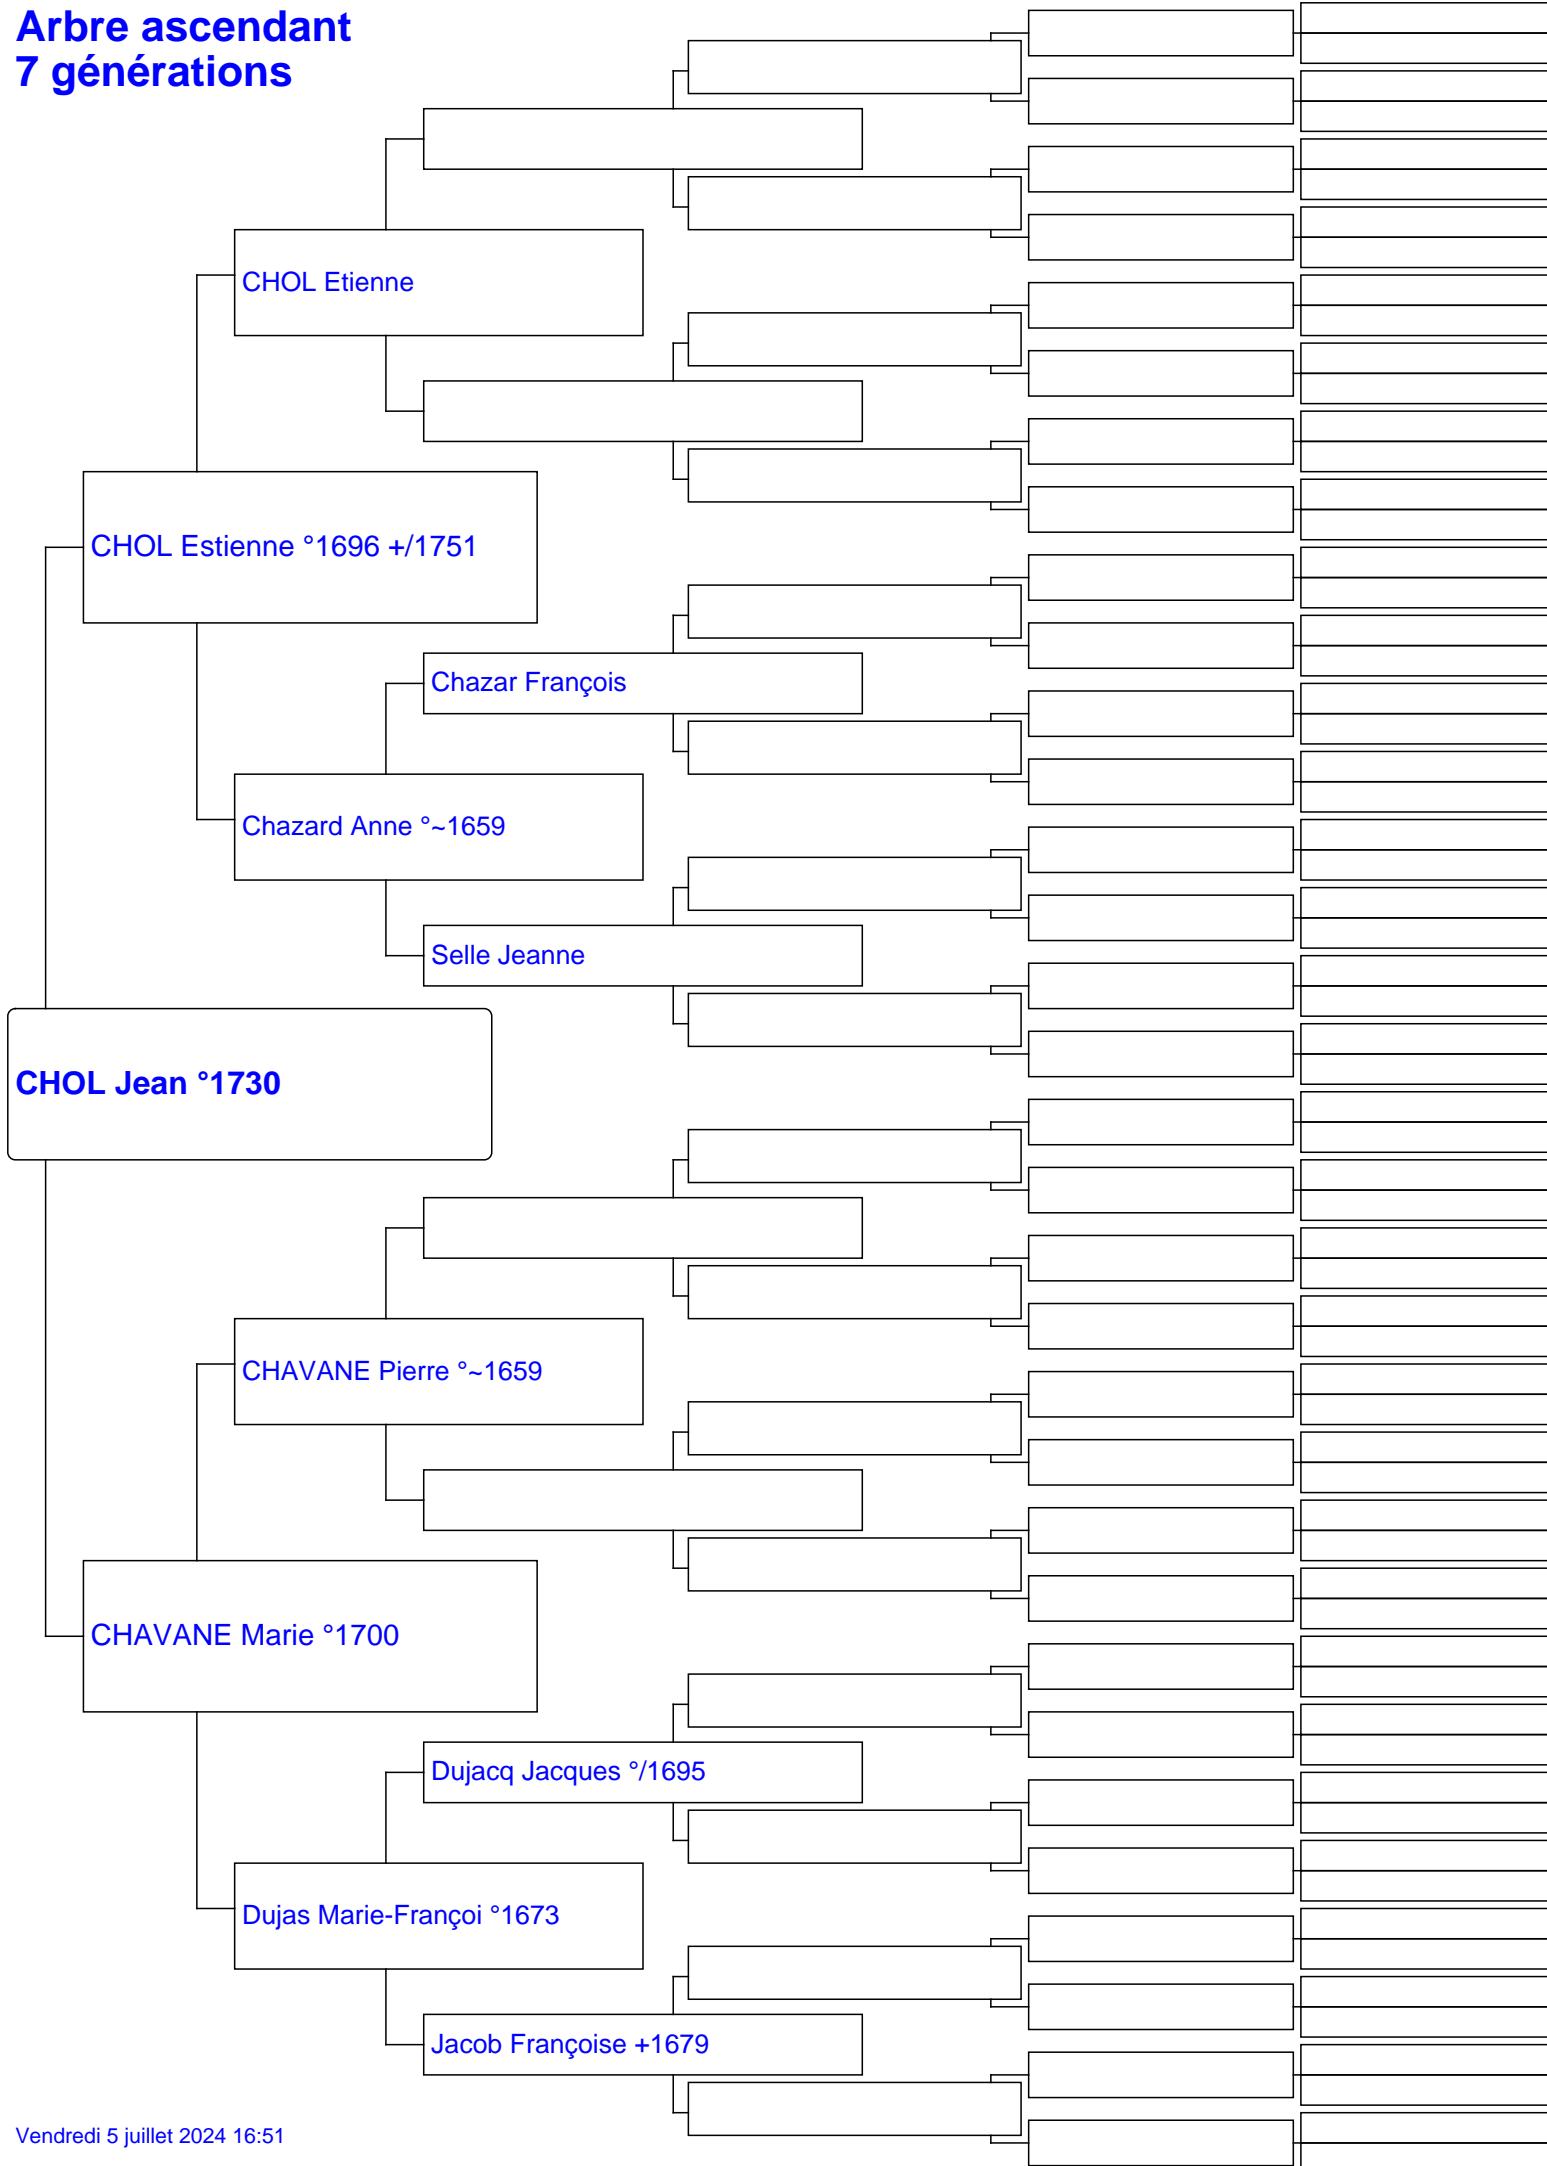 Arbre ascendant
7 générations
CHOL Etienne
CHOL Estienne °1696 +/1751
Chazar François
Chazard Anne °~1659
Selle Jeanne
CHOL Jean °1730
CHAVANE Pierre °~1659
CHAVANE Marie °1700
Dujacq Jacques °/1695
Dujas Marie-Françoi °1673
Jacob Françoise +1679
Vendredi 5 juillet 2024 16:51